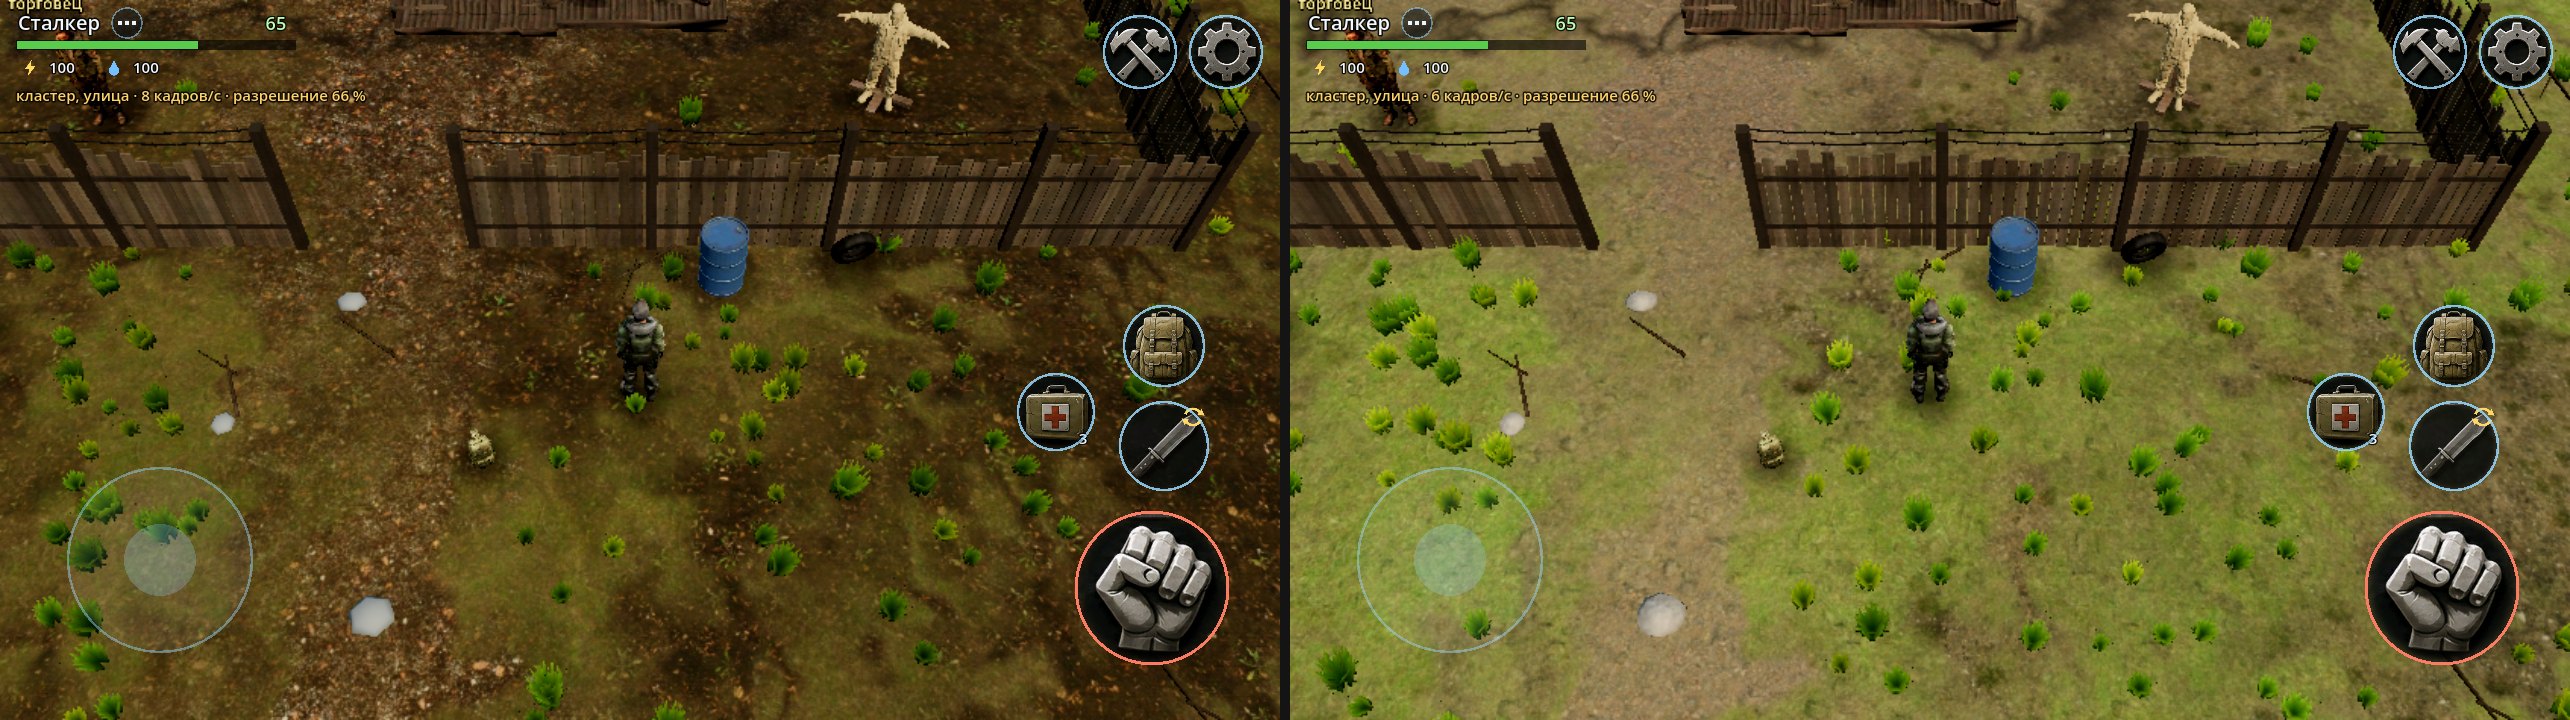 торговец
Сталкер ... 65
100 100
кластер, улица · 8 кадров/с · разрешение 66 %
3
торговец
Сталкер ... 65
100 100
кластер, улица · 6 кадров/с · разрешение 66 %
3